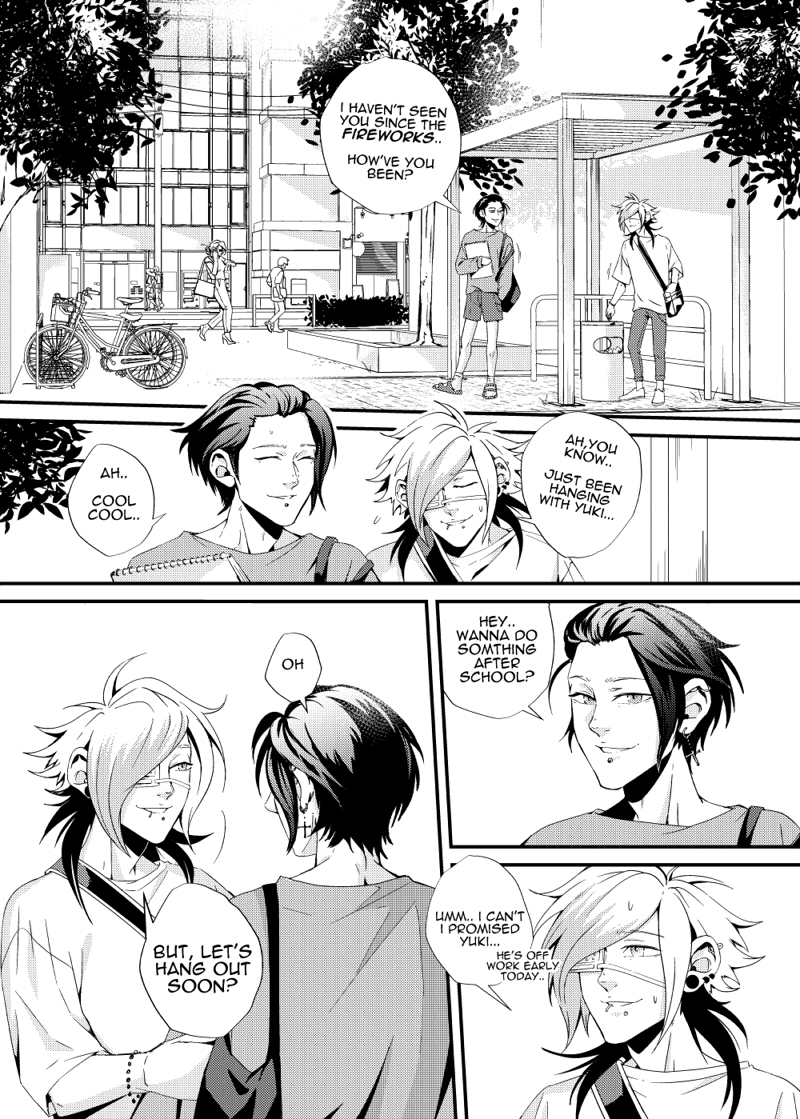 I HAVEN'T SEEN
YOU SINCE THE
FIREWORKS..
HOW'VE YOU
BEEN?
AH,YOU
KNOW..
JUST BEEN
HANGING
WITH YUKI...
AH..
COOL
COOL..
HEY..
WANNA DO
SOMTHING
AFTER
SCHOOL?
UMM.. I CAN'T
I PROMISED
YUKI...
HE'S OFF
WORK EARLY
TODAY..
OH
BUT, LET'S
HANG OUT
SOON?